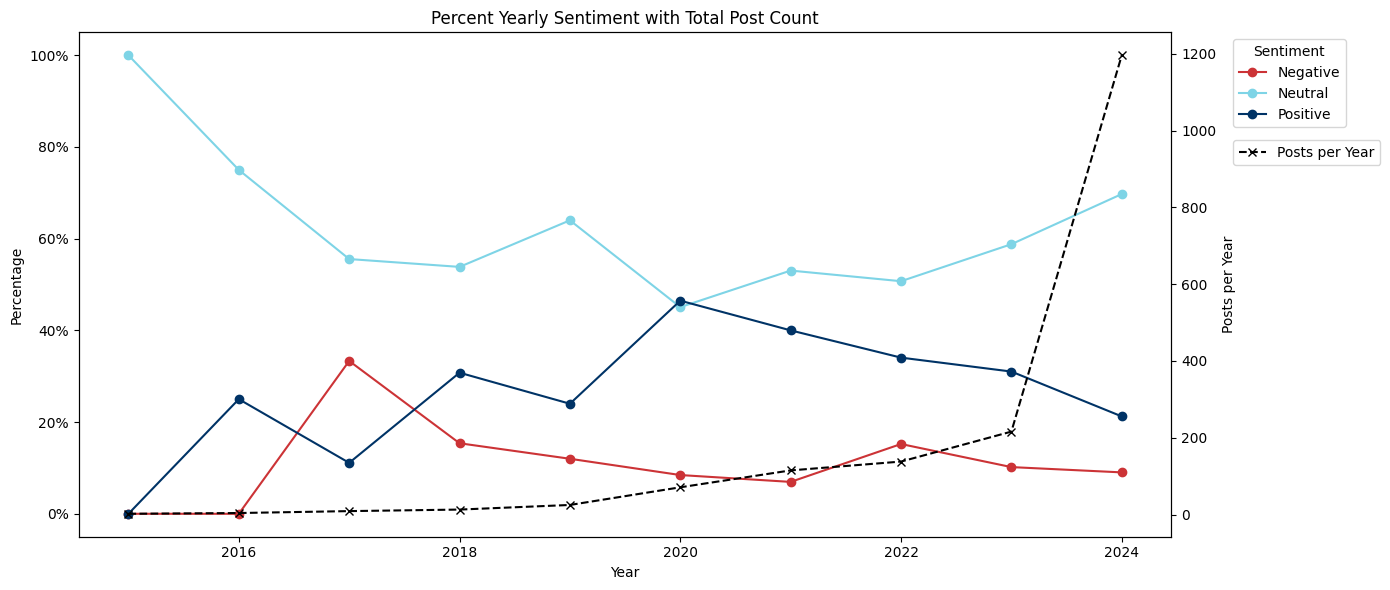 Percent Yearly Sentiment with Total Post Count
100%
80%
60%
40%
20%
0%
Percentage
2016
2018
2020
2022
2024
Year
1200
1000
800
600
400
200
0
Posts per Year
Sentiment
Negative
Neutral
Positive
Posts per Year